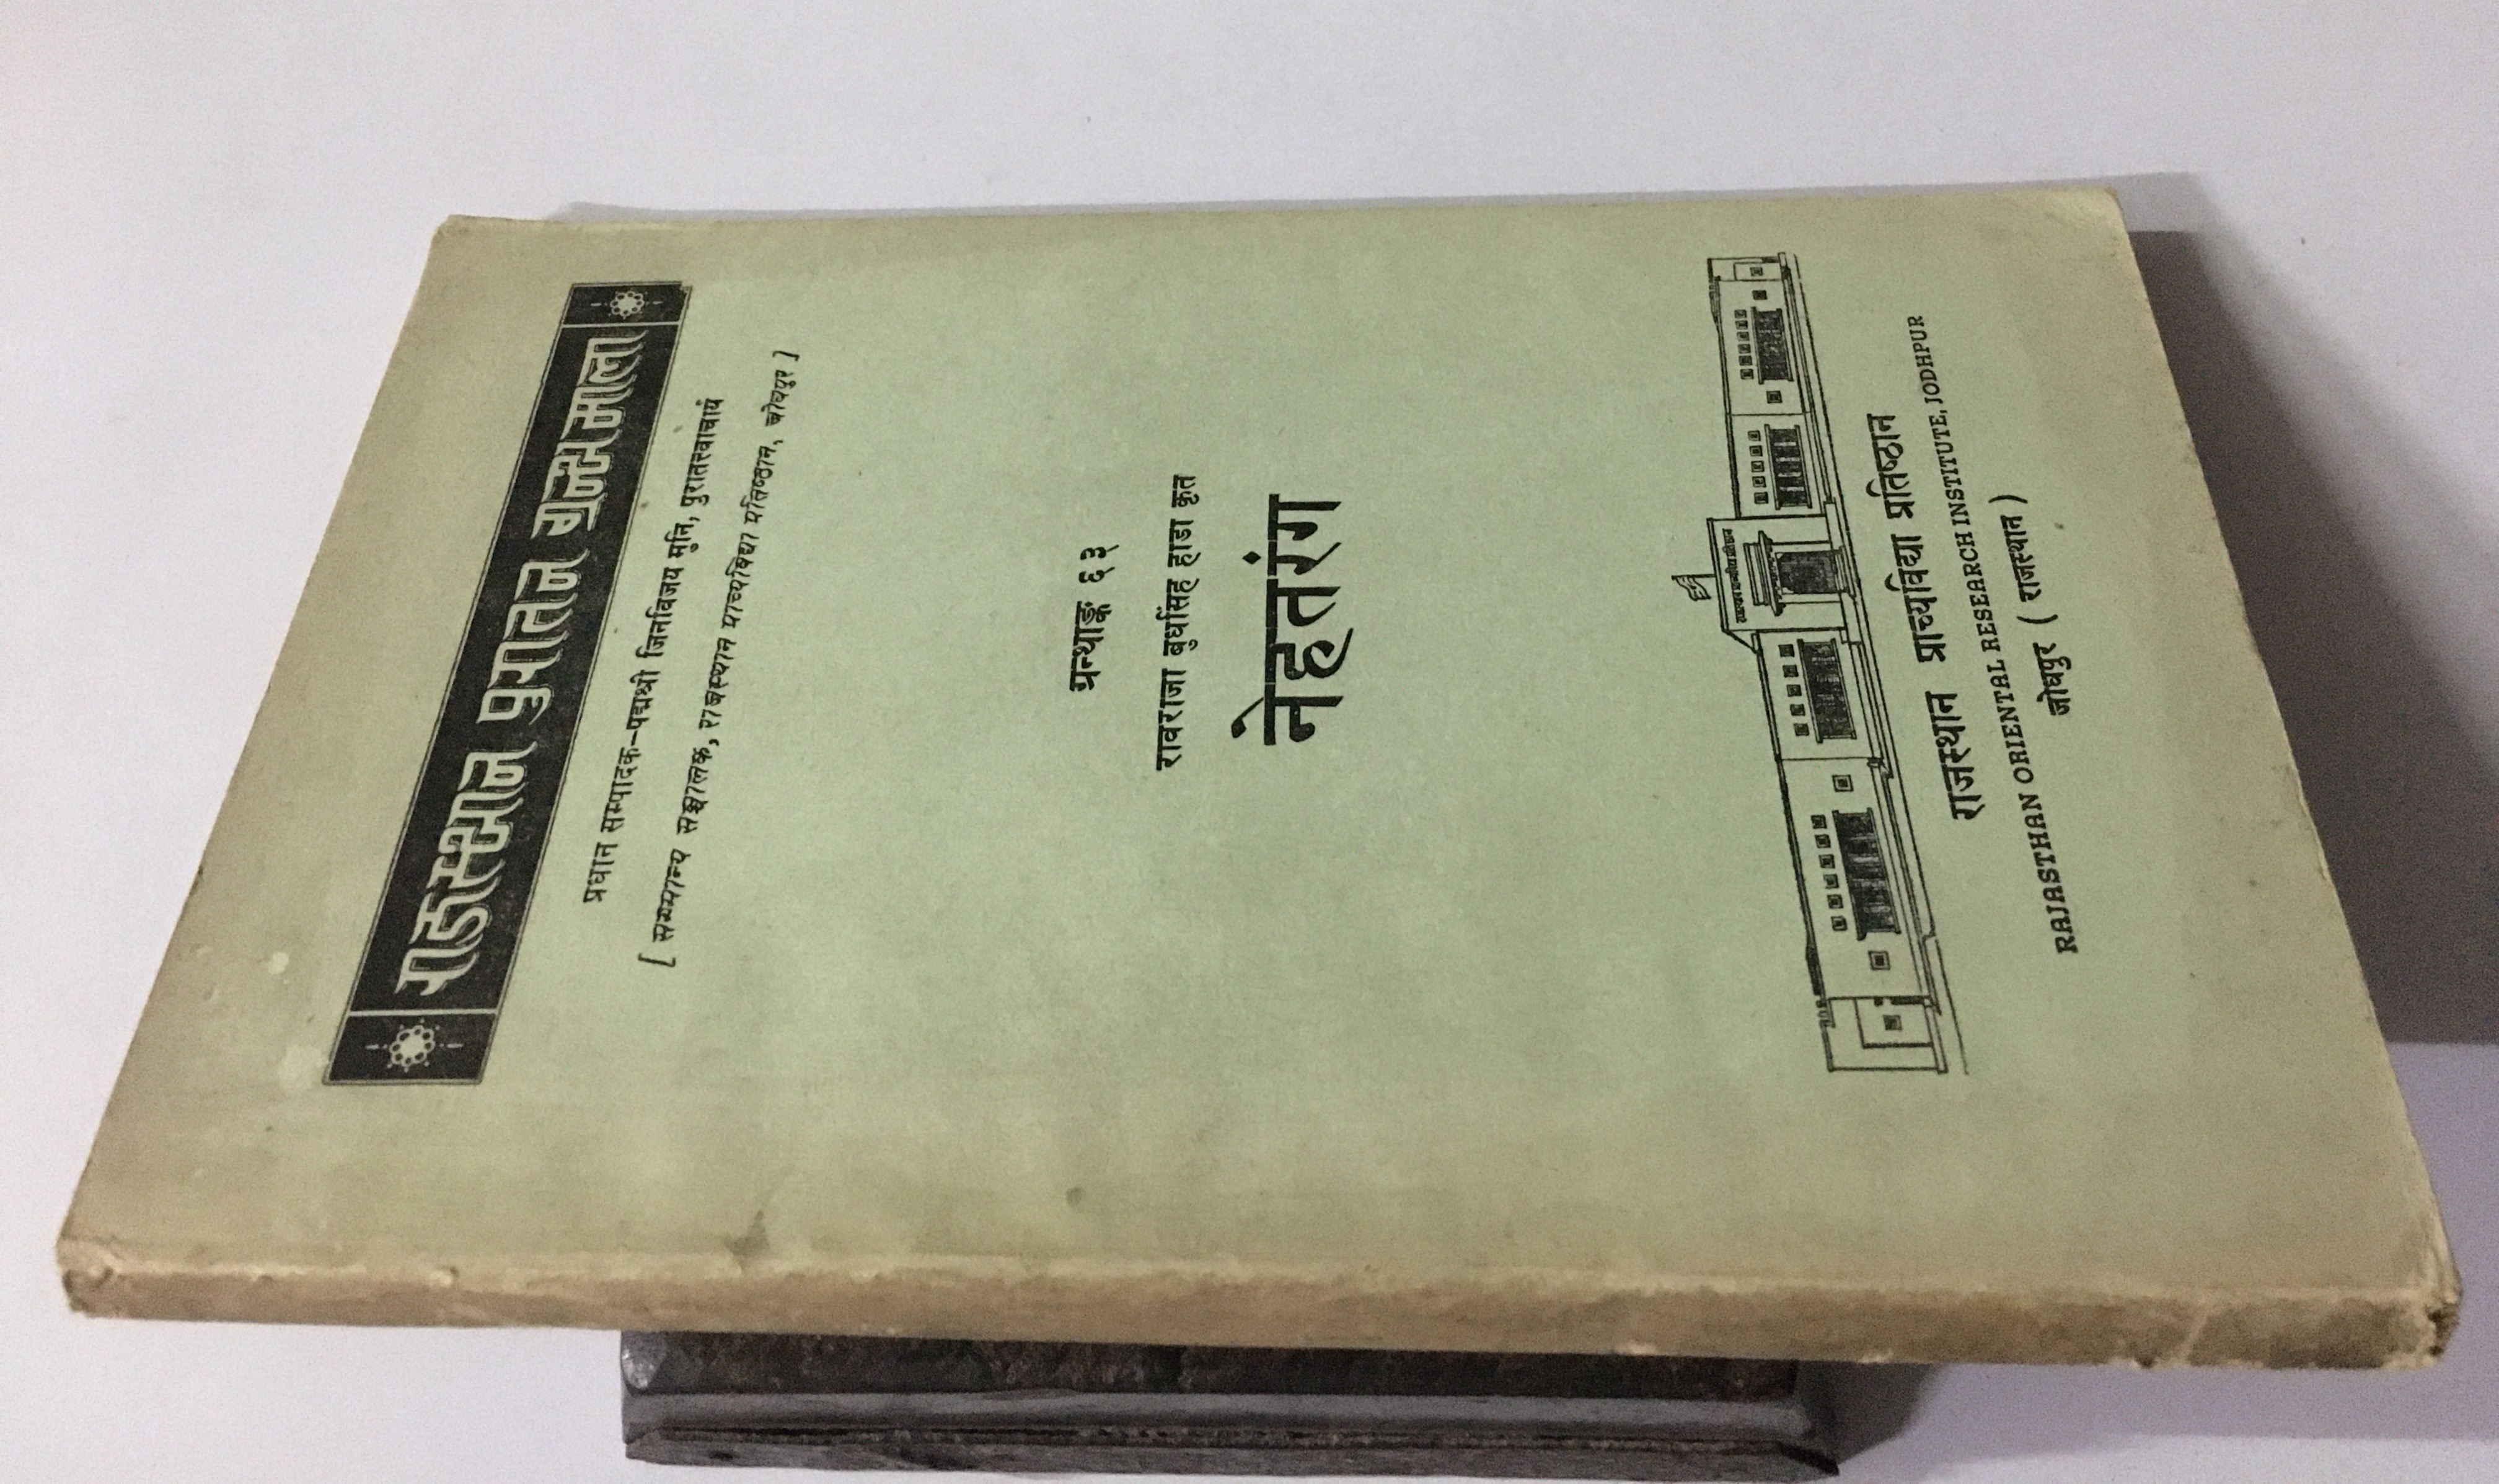 राजस्थान पुरातन ग्रन्थमाला
प्रधान सम्पादक-पद्मश्री जिनविजय मुनि, पुरातत्त्वाचार्य
[ सम्मान्य सञ्चालक, राजस्थान प्राच्यविद्या प्रतिष्ठान, जोधपुर ]
ग्रन्थाङ्क ६३
रावराजा बुधसिंह हाडा कृत
नेहतरंग
राजस्थान प्राच्यविद्या प्रतिष्ठान
RAJASTHAN ORIENTAL RESEARCH INSTITUTE, JODHPUR
जोधपुर ( राजस्थान )